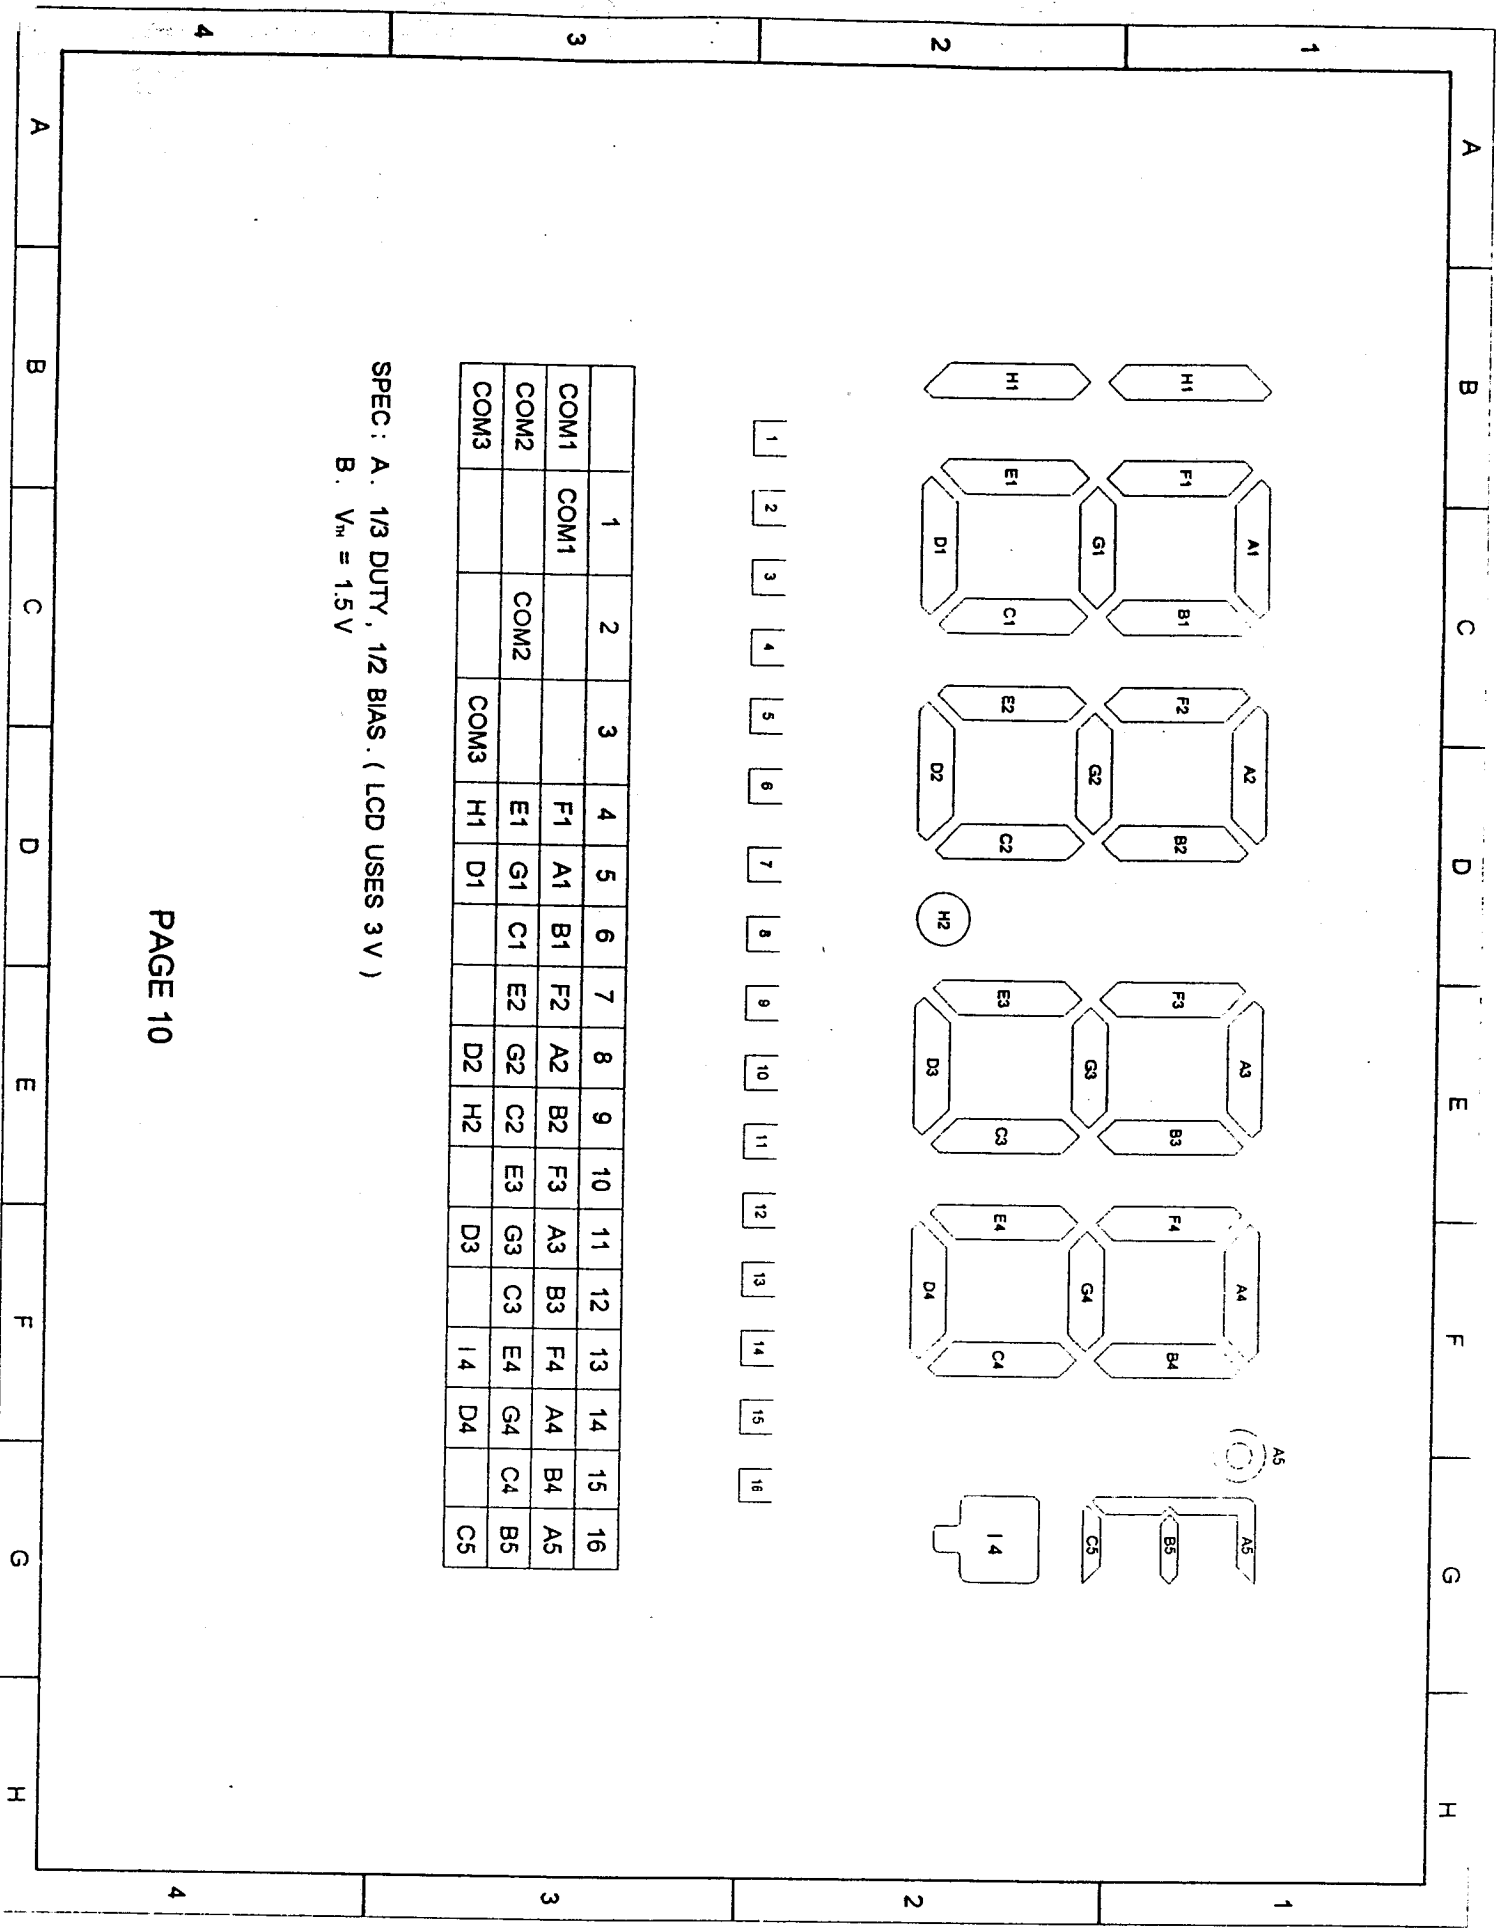 A B C D E F G H
1
2
3
4
H1 F1 A1 B1 F2 A2 B2 F3 A3 B3 F4 A4 B4 A5
A5
G1 G2 G3 G4 B5
H1 E1 D1 C1 E2 D2 C2 H2 E3 D3 C3 E4 D4 C4 C5
I4
1 2 3 4 5 6 7 8 9 10 11 12 13 14 15 16
1 2 3 4 5 6 7 8 9 10 11 12 13 14 15 16
COM1 COM1 F1 A1 B1 F2 A2 B2 F3 A3 B3 F4 A4 B4 A5
COM2 COM2 E1 G1 C1 E2 G2 C2 E3 G3 C3 E4 G4 C4 B5
COM3 COM3 H1 D1 D2 H2 D3 I4 D4 C5
SPEC: A. 1/3 DUTY, 1/2 BIAS. ( LCD USES 3 V )
B. VTH = 1.5 V
PAGE 10
1
2
3
4
A B C D E F G H